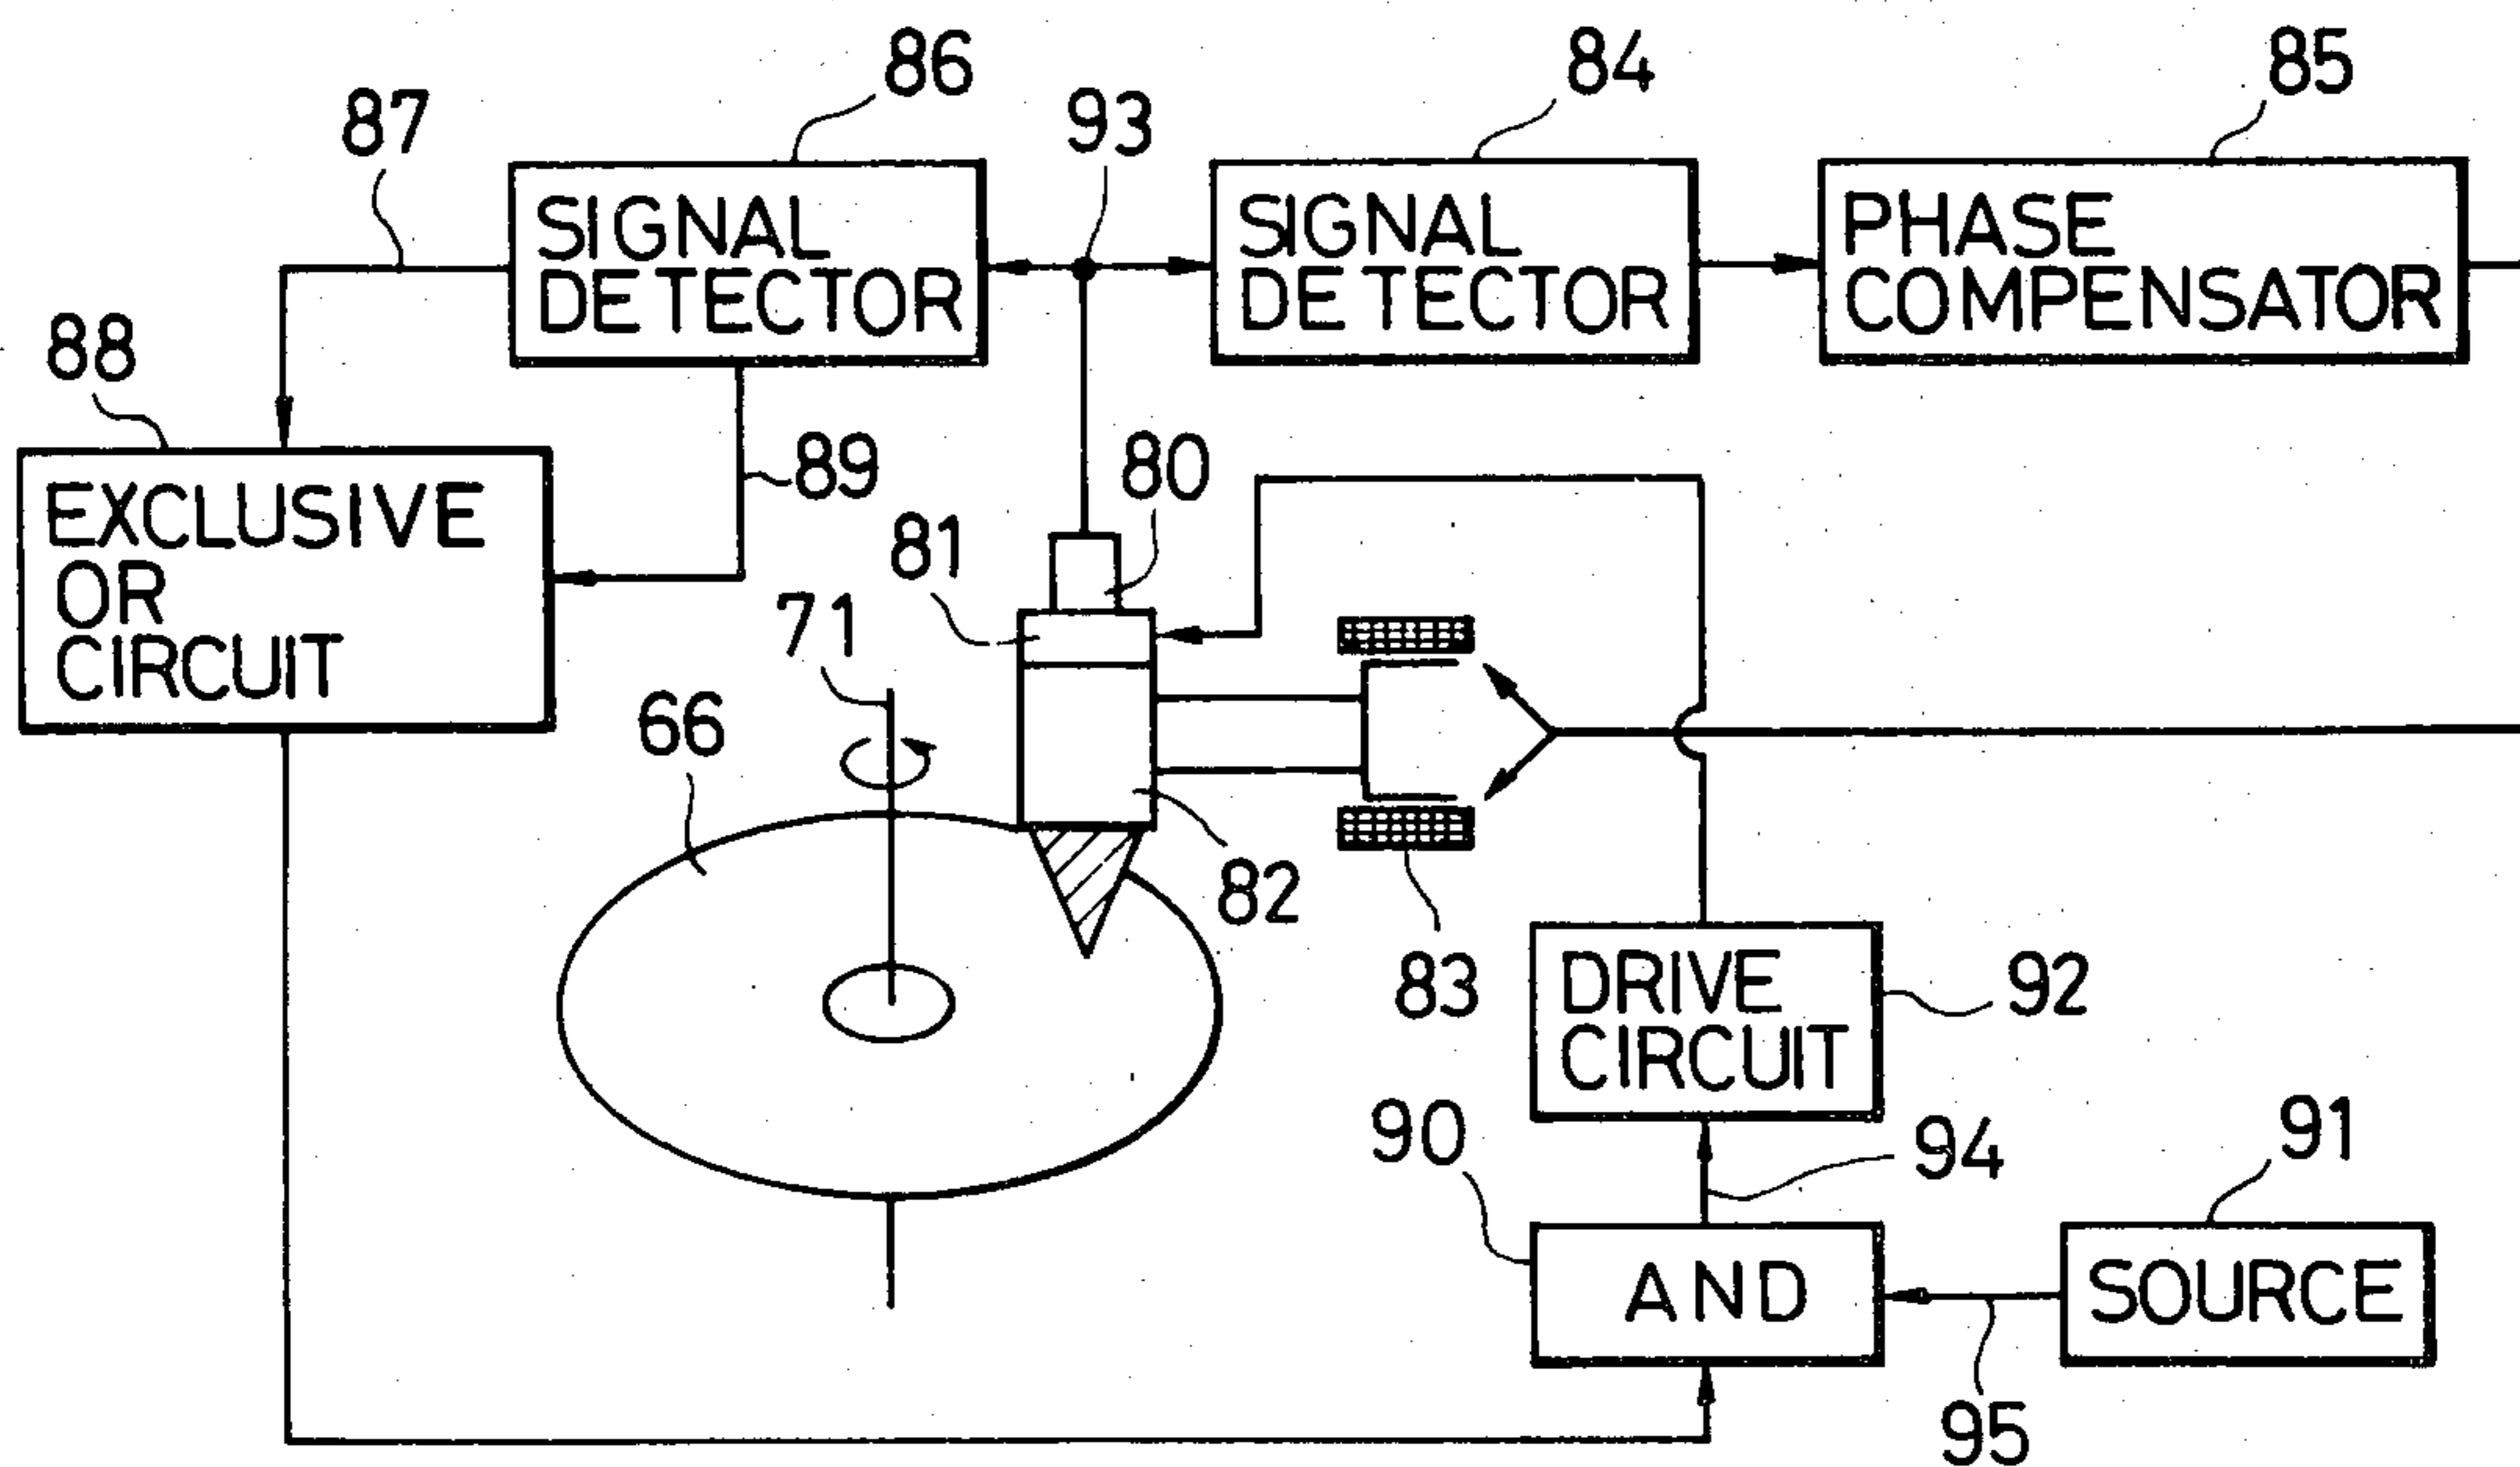 86
84
85
87
93
SIGNAL
DETECTOR
SIGNAL
DETECTOR
PHASE
COMPENSATOR
88
89
80
EXCLUSIVE
OR
CIRCUIT
81
71
66
82
83
DRIVE
CIRCUIT
92
90
94
91
AND
SOURCE
95